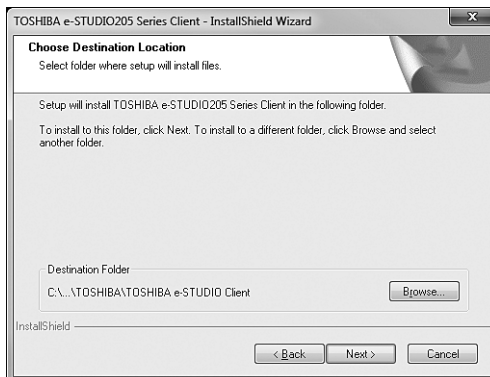 TOSHIBA e-STUDIO205 Series Client - InstallShield Wizard
Choose Destination Location
Select folder where setup will install files.
Setup will install TOSHIBA e-STUDIO205 Series Client in the following folder.
To install to this folder, click Next. To install to a different folder, click Browse and select
another folder.
Destination Folder
C:\...\TOSHIBA\TOSHIBA e-STUDIO Client
Browse...
InstallShield
< Back
Next >
Cancel